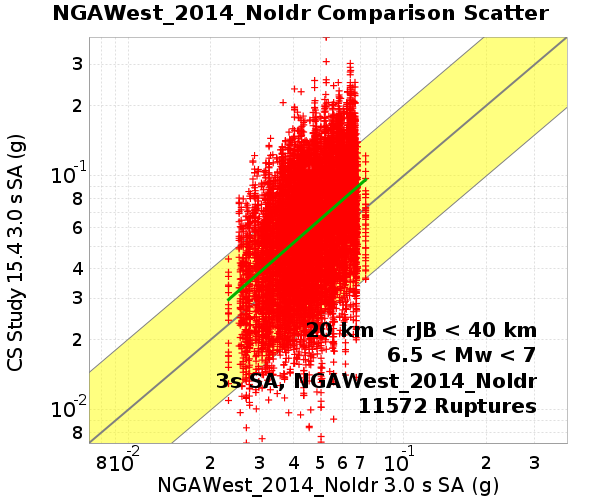 NGAWest_2014_NoIdr Comparison Scatter
CS Study 15.4 3.0 s SA (g)
3
2
10-1
8
6
4
3
2
10-2
8
20 km < rJB < 40 km
6.5 < Mw < 7
3s SA, NGAWest_2014_NoIdr
11572 Ruptures
8 10-2 2 3 4 5 6 7 10-1 2 3
NGAWest_2014_NoIdr 3.0 s SA (g)